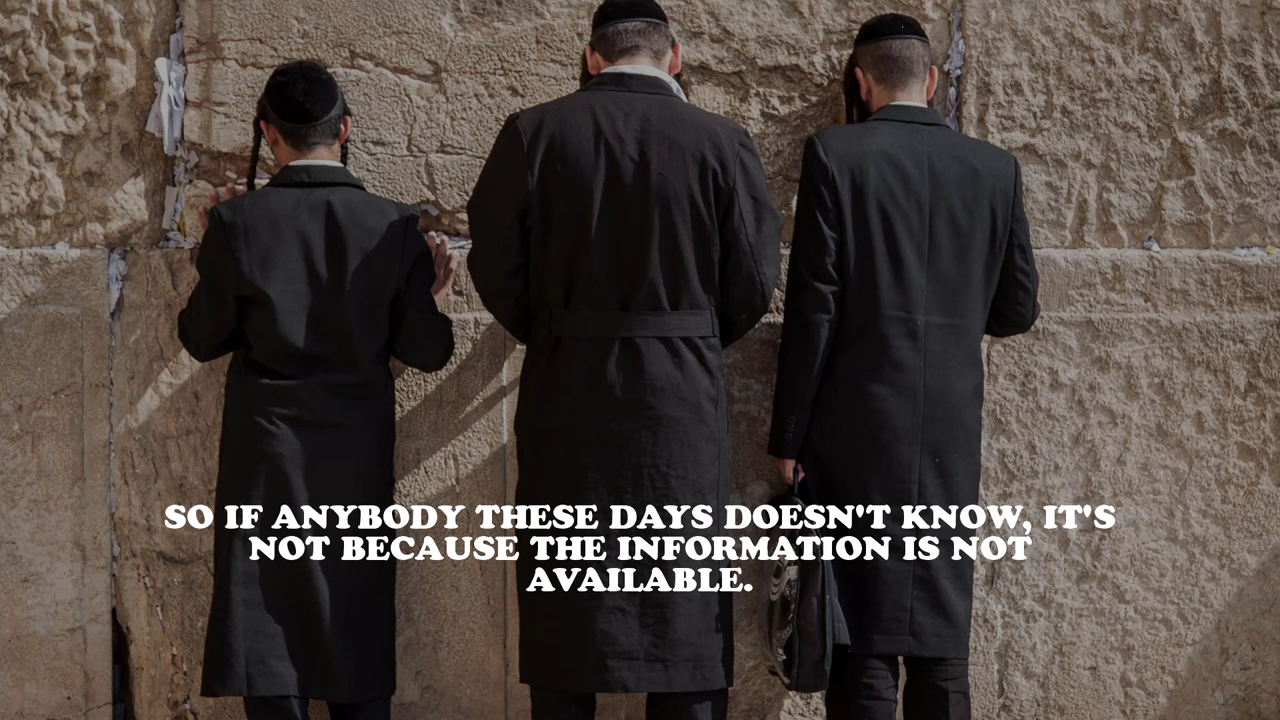 SO IF ANYBODY THESE DAYS DOESN'T KNOW, IT'S
NOT BECAUSE THE INFORMATION IS NOT
AVAILABLE.